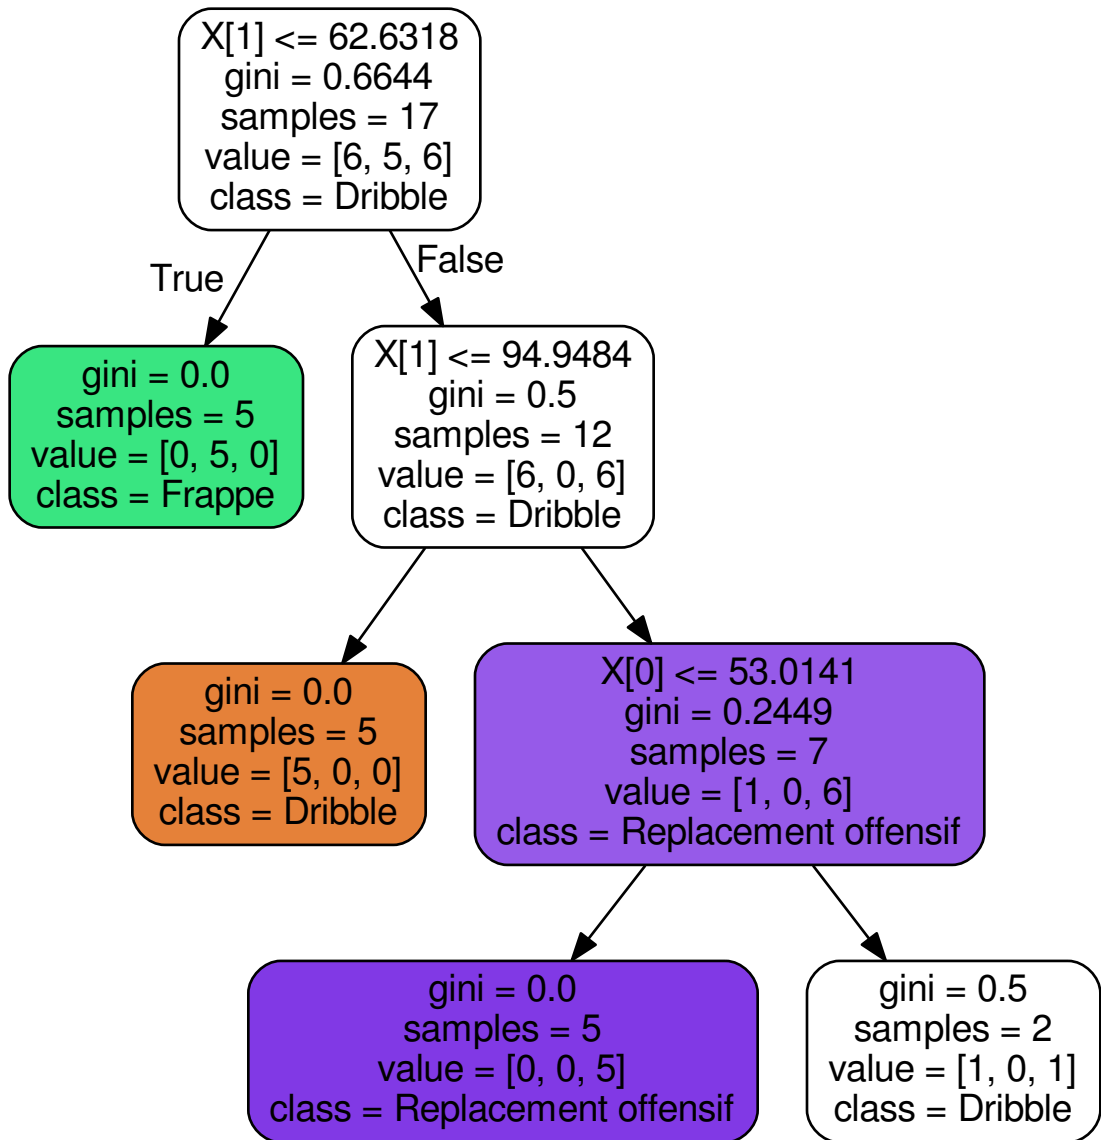 X[1] <= 62.6318
gini = 0.6644
samples = 17
value = [6, 5, 6]
class = Dribble
True
False
gini = 0.0
samples = 5
value = [0, 5, 0]
class = Frappe
X[1] <= 94.9484
gini = 0.5
samples = 12
value = [6, 0, 6]
class = Dribble
gini = 0.0
samples = 5
value = [5, 0, 0]
class = Dribble
X[0] <= 53.0141
gini = 0.2449
samples = 7
value = [1, 0, 6]
class = Replacement offensif
gini = 0.0
samples = 5
value = [0, 0, 5]
class = Replacement offensif
gini = 0.5
samples = 2
value = [1, 0, 1]
class = Dribble